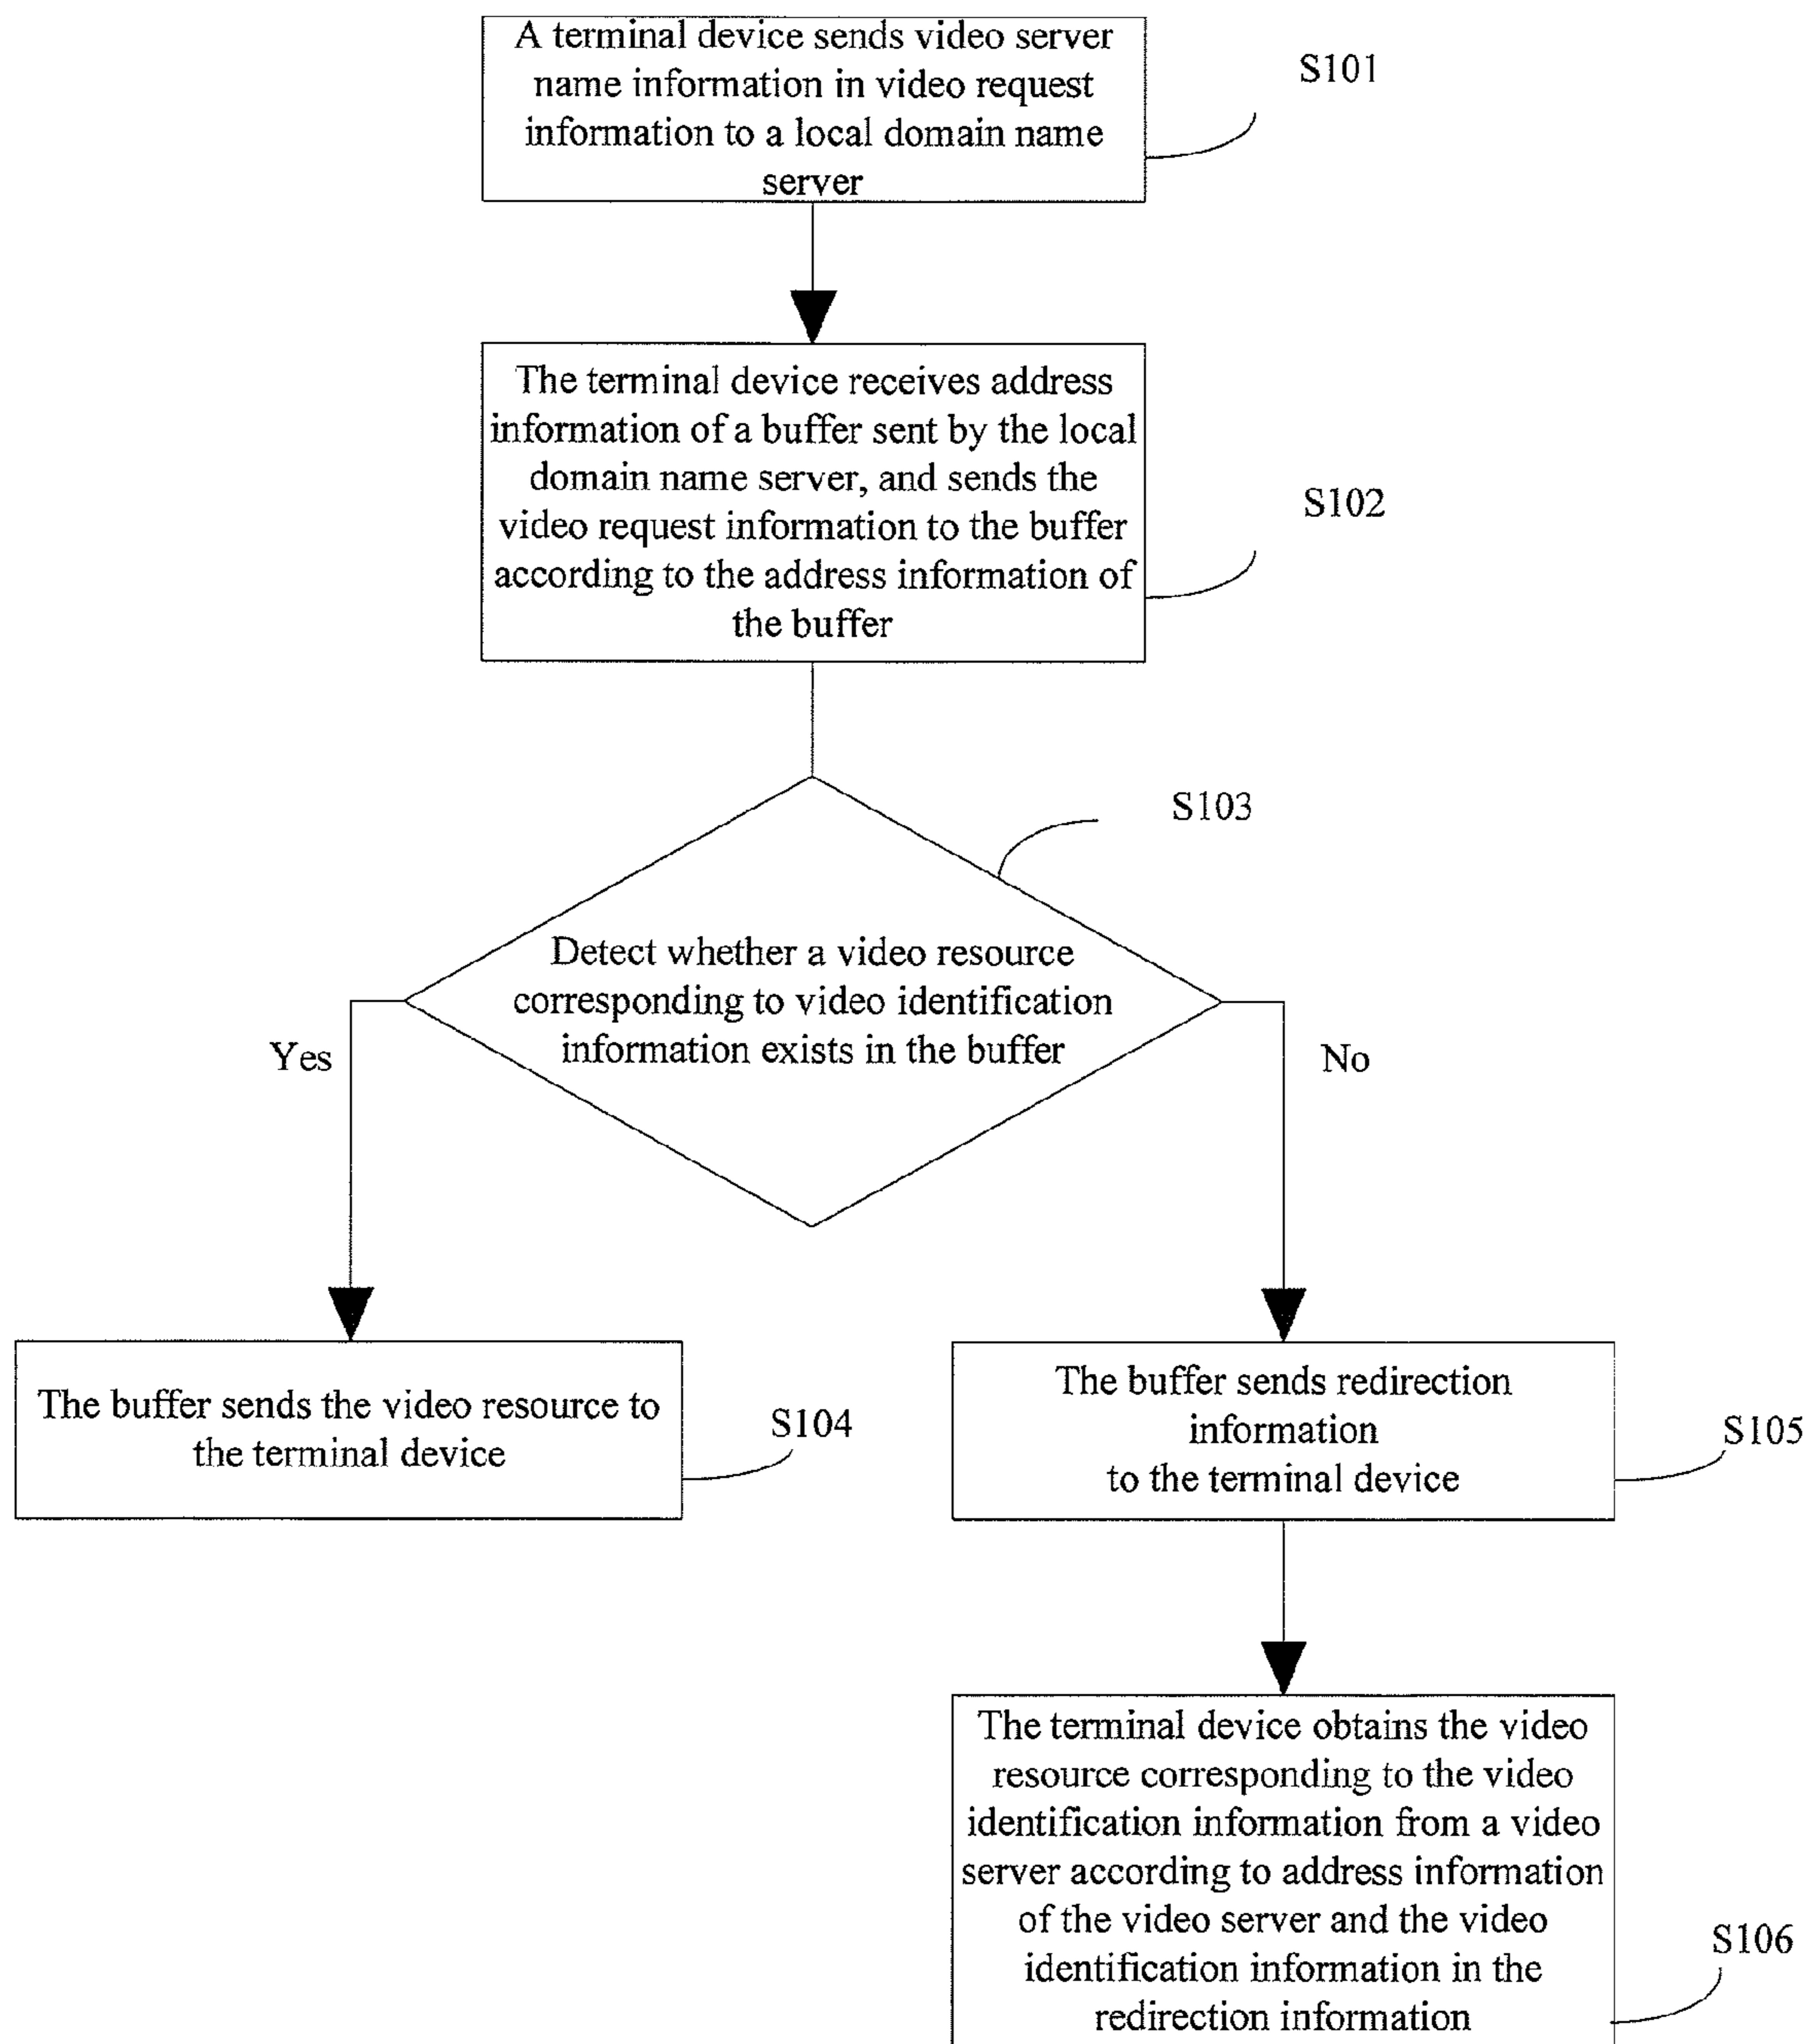 A terminal device sends video server
name information in video request
information to a local domain name
server
S101
The terminal device receives address
information of a buffer sent by the local
domain name server, and sends the
video request information to the buffer
according to the address information of
the buffer
S102
S103
Detect whether a video resource
corresponding to video identification
information exists in the buffer
Yes
No
The buffer sends the video resource to
the terminal device
S104
The buffer sends redirection
information
to the terminal device
S105
The terminal device obtains the video
resource corresponding to the video
identification information from a video
server according to address information
of the video server and the video
identification information in the
redirection information
S106